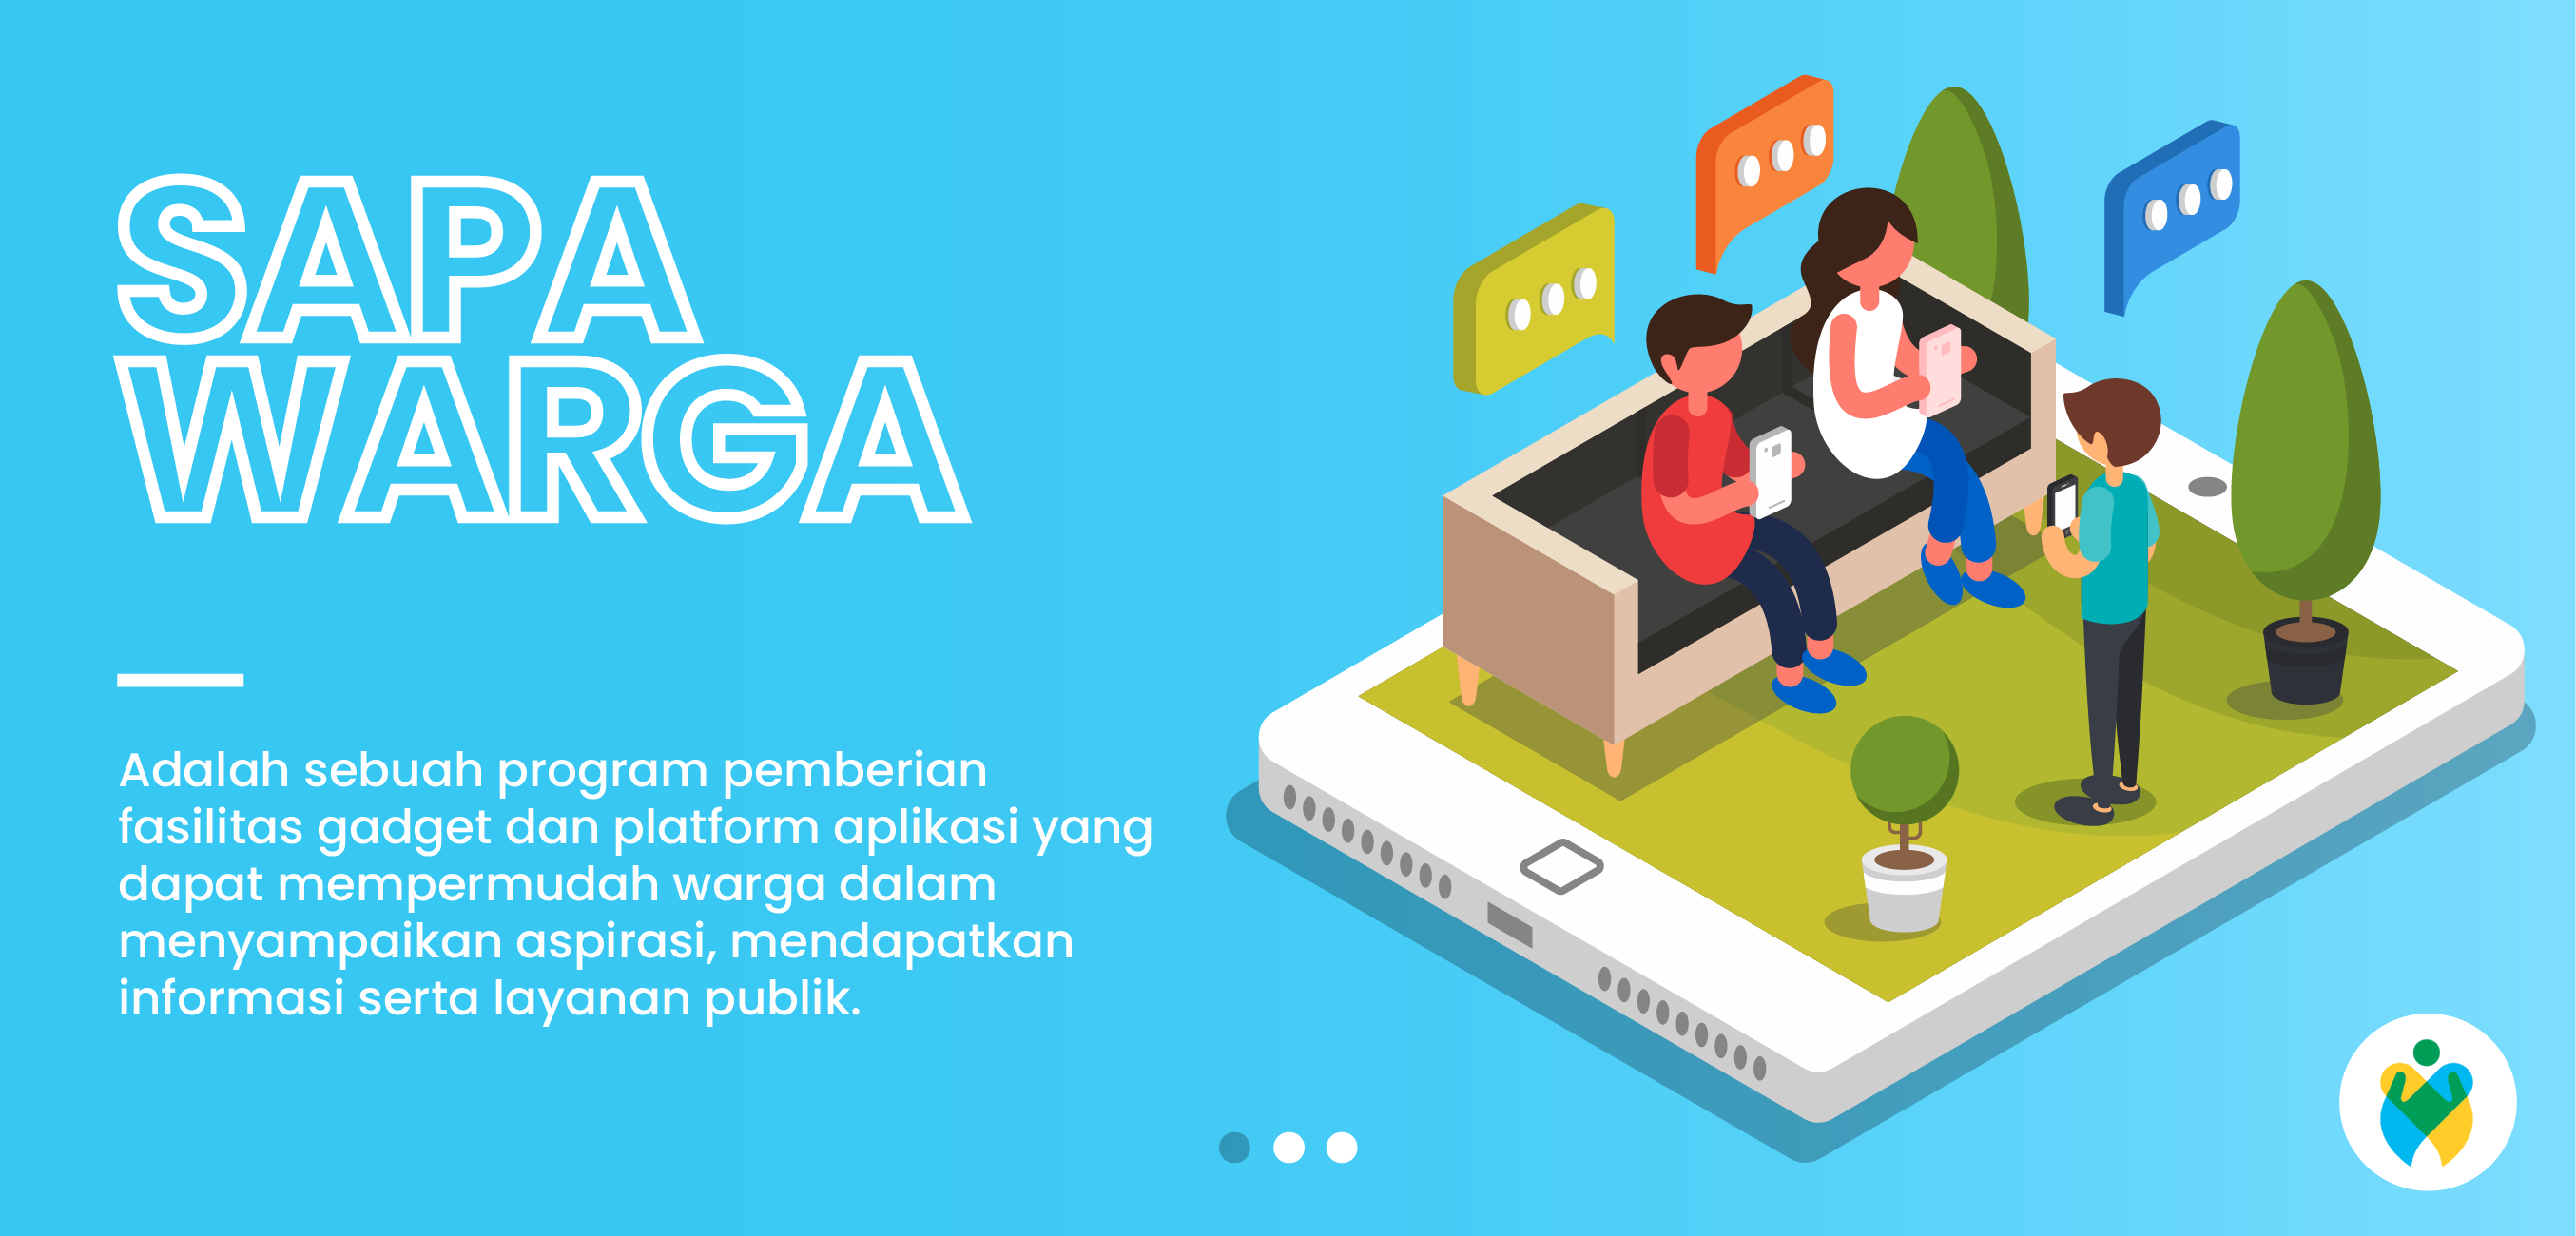 SAPA
WARGA
Adalah sebuah program pemberian
fasilitas gadget dan platform aplikasi yang
dapat mempermudah warga dalam
menyampaikan aspirasi, mendapatkan
informasi serta layanan publik.